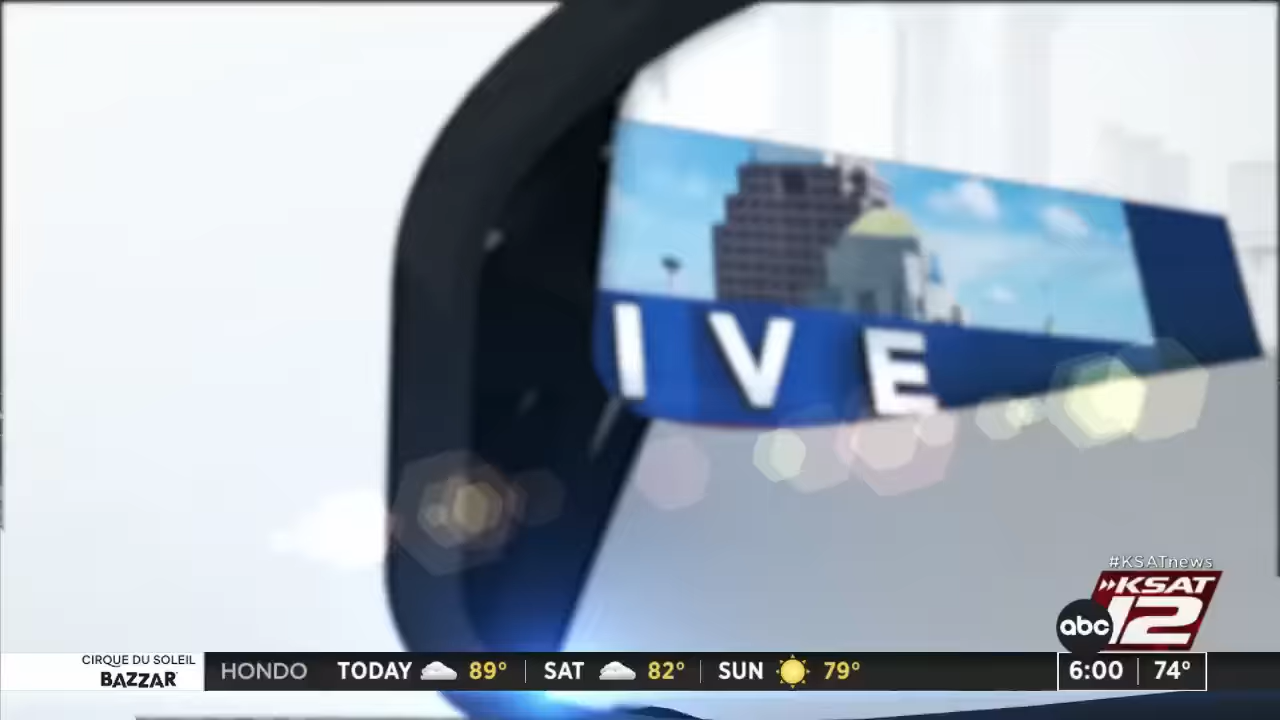 IVE
#KSATnews
KSAT
abc 12
CIRQUE DU SOLEIL
BAZZAR
HONDO TODAY 89° SAT 82° SUN 79°
6:00 74°